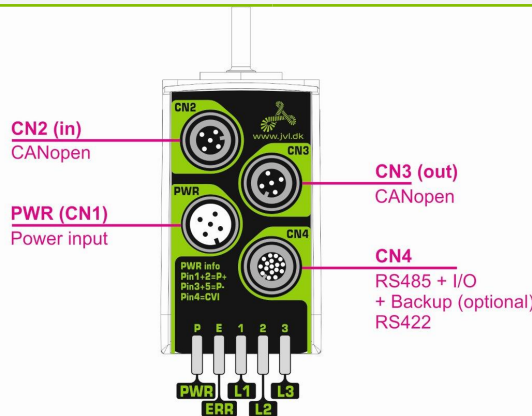 CN2 (in)
CANopen
PWR (CN1)
Power input
CN2
www.jvl.dk
CN3
PWR
CN4
PWR info
Pin1+2=P+
Pin3+5=P-
Pin4=CVI
P E 1 2 3
PWR L1 L3
ERR L2
CN3 (out)
CANopen
CN4
RS485 + I/O
+ Backup (optional)
RS422